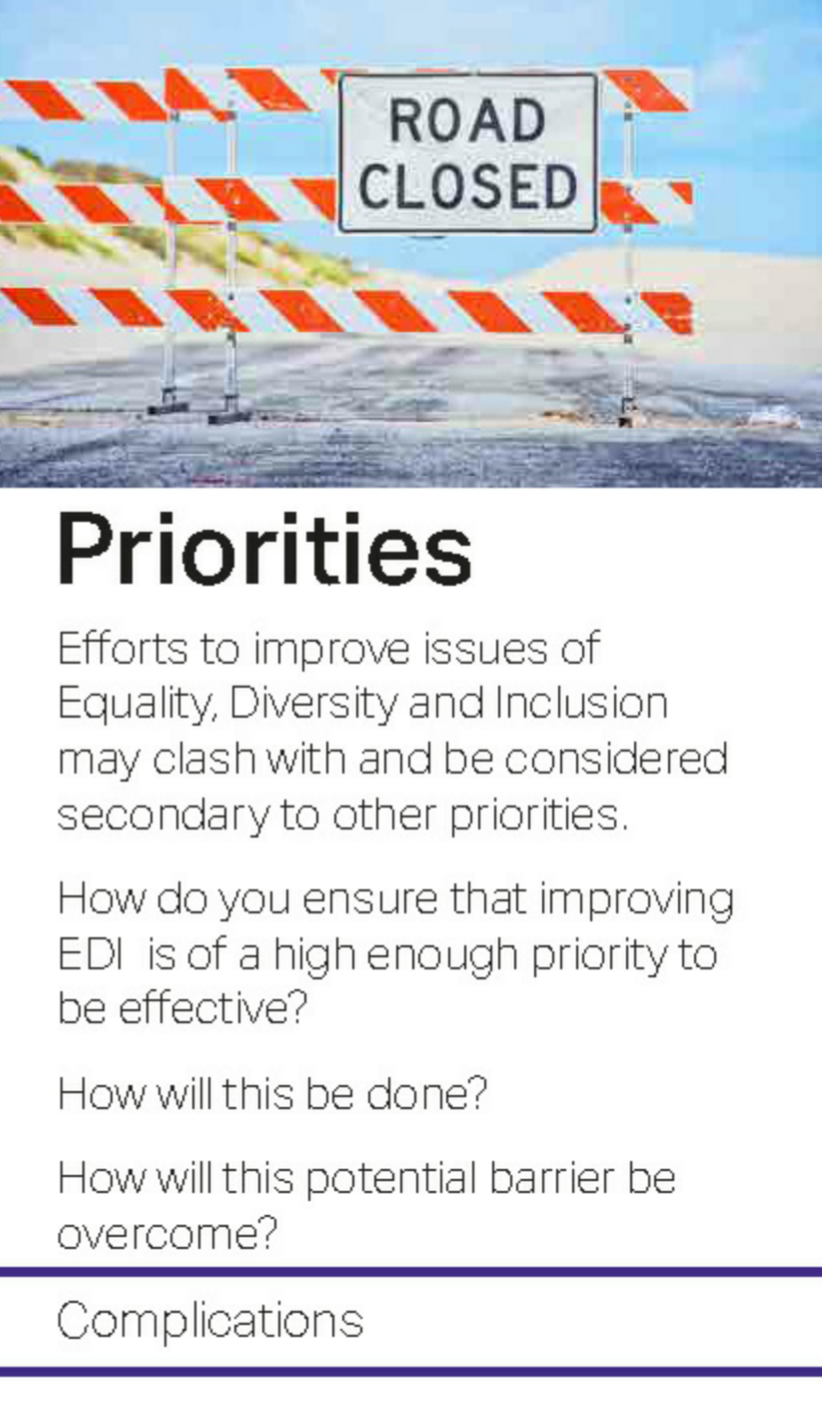 ROAD
CLOSED
Priorities
Efforts to improve issues of
Equality, Diversity and Inclusion
may clash with and be considered
secondary to other priorities.
How do you ensure that improving
EDI is of a high enough priority to
be effective?
How will this be done?
How will this potential barrier be
overcome?
Complications